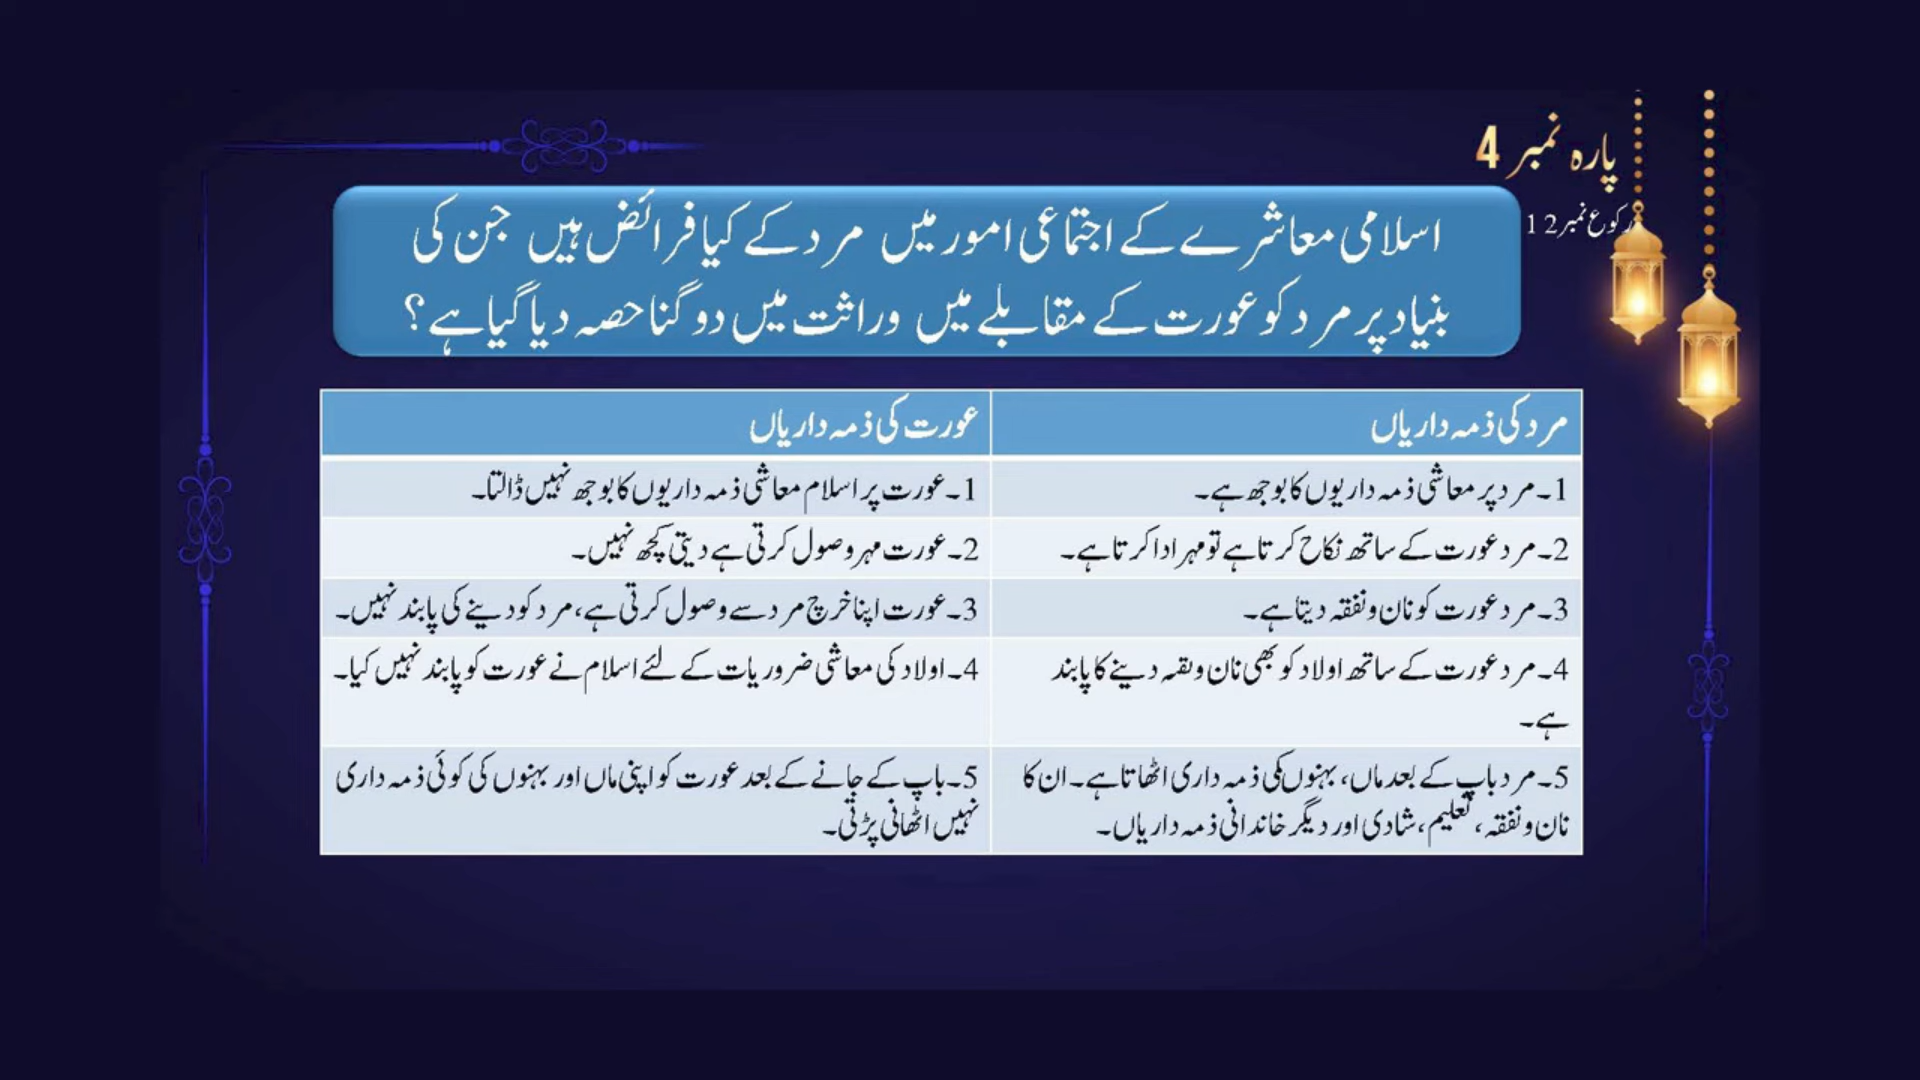 پارہ نمبر 4
رکوع نمبر 12
اسلامی معاشرے کے اجتماعی امور میں مرد کے کیا فرائض ہیں جن کی
بنیاد پر مرد کو عورت کے مقابلے میں وراثت میں دو گنا حصہ دیا گیا ہے؟
مرد کی ذمہ داریاں
عورت کی ذمہ داریاں
1۔ مرد پر معاشی ذمہ داریوں کا بوجھ ہے۔
1۔ عورت پر اسلام معاشی ذمہ داریوں کا بوجھ نہیں ڈالتا۔
2۔ مرد عورت کے ساتھ نکاح کرتا ہے تو مہر ادا کرتا ہے۔
2۔ عورت مہر وصول کرتی ہے دیتی کچھ نہیں۔
3۔ مرد عورت کو نان و نفقہ دیتا ہے۔
3۔ عورت اپنا خرچ مرد سے وصول کرتی ہے، مرد کو دینے کی پابند نہیں۔
4۔ مرد عورت کے ساتھ اولاد کو بھی نان و نفقہ دینے کا پابند
ہے۔
4۔ اولاد کی معاشی ضروریات کے لئے اسلام نے عورت کو پابند نہیں کیا۔
5۔ مرد باپ کے بعد ماں، بہنوں کی ذمہ داری اٹھاتا ہے۔ ان کا
نان و نفقہ، تعلیم، شادی اور دیگر خاندانی ذمہ داریاں۔
5۔ باپ کے جانے کے بعد عورت کو اپنی ماں اور بہنوں کی کوئی ذمہ داری
نہیں اٹھانی پڑتی۔